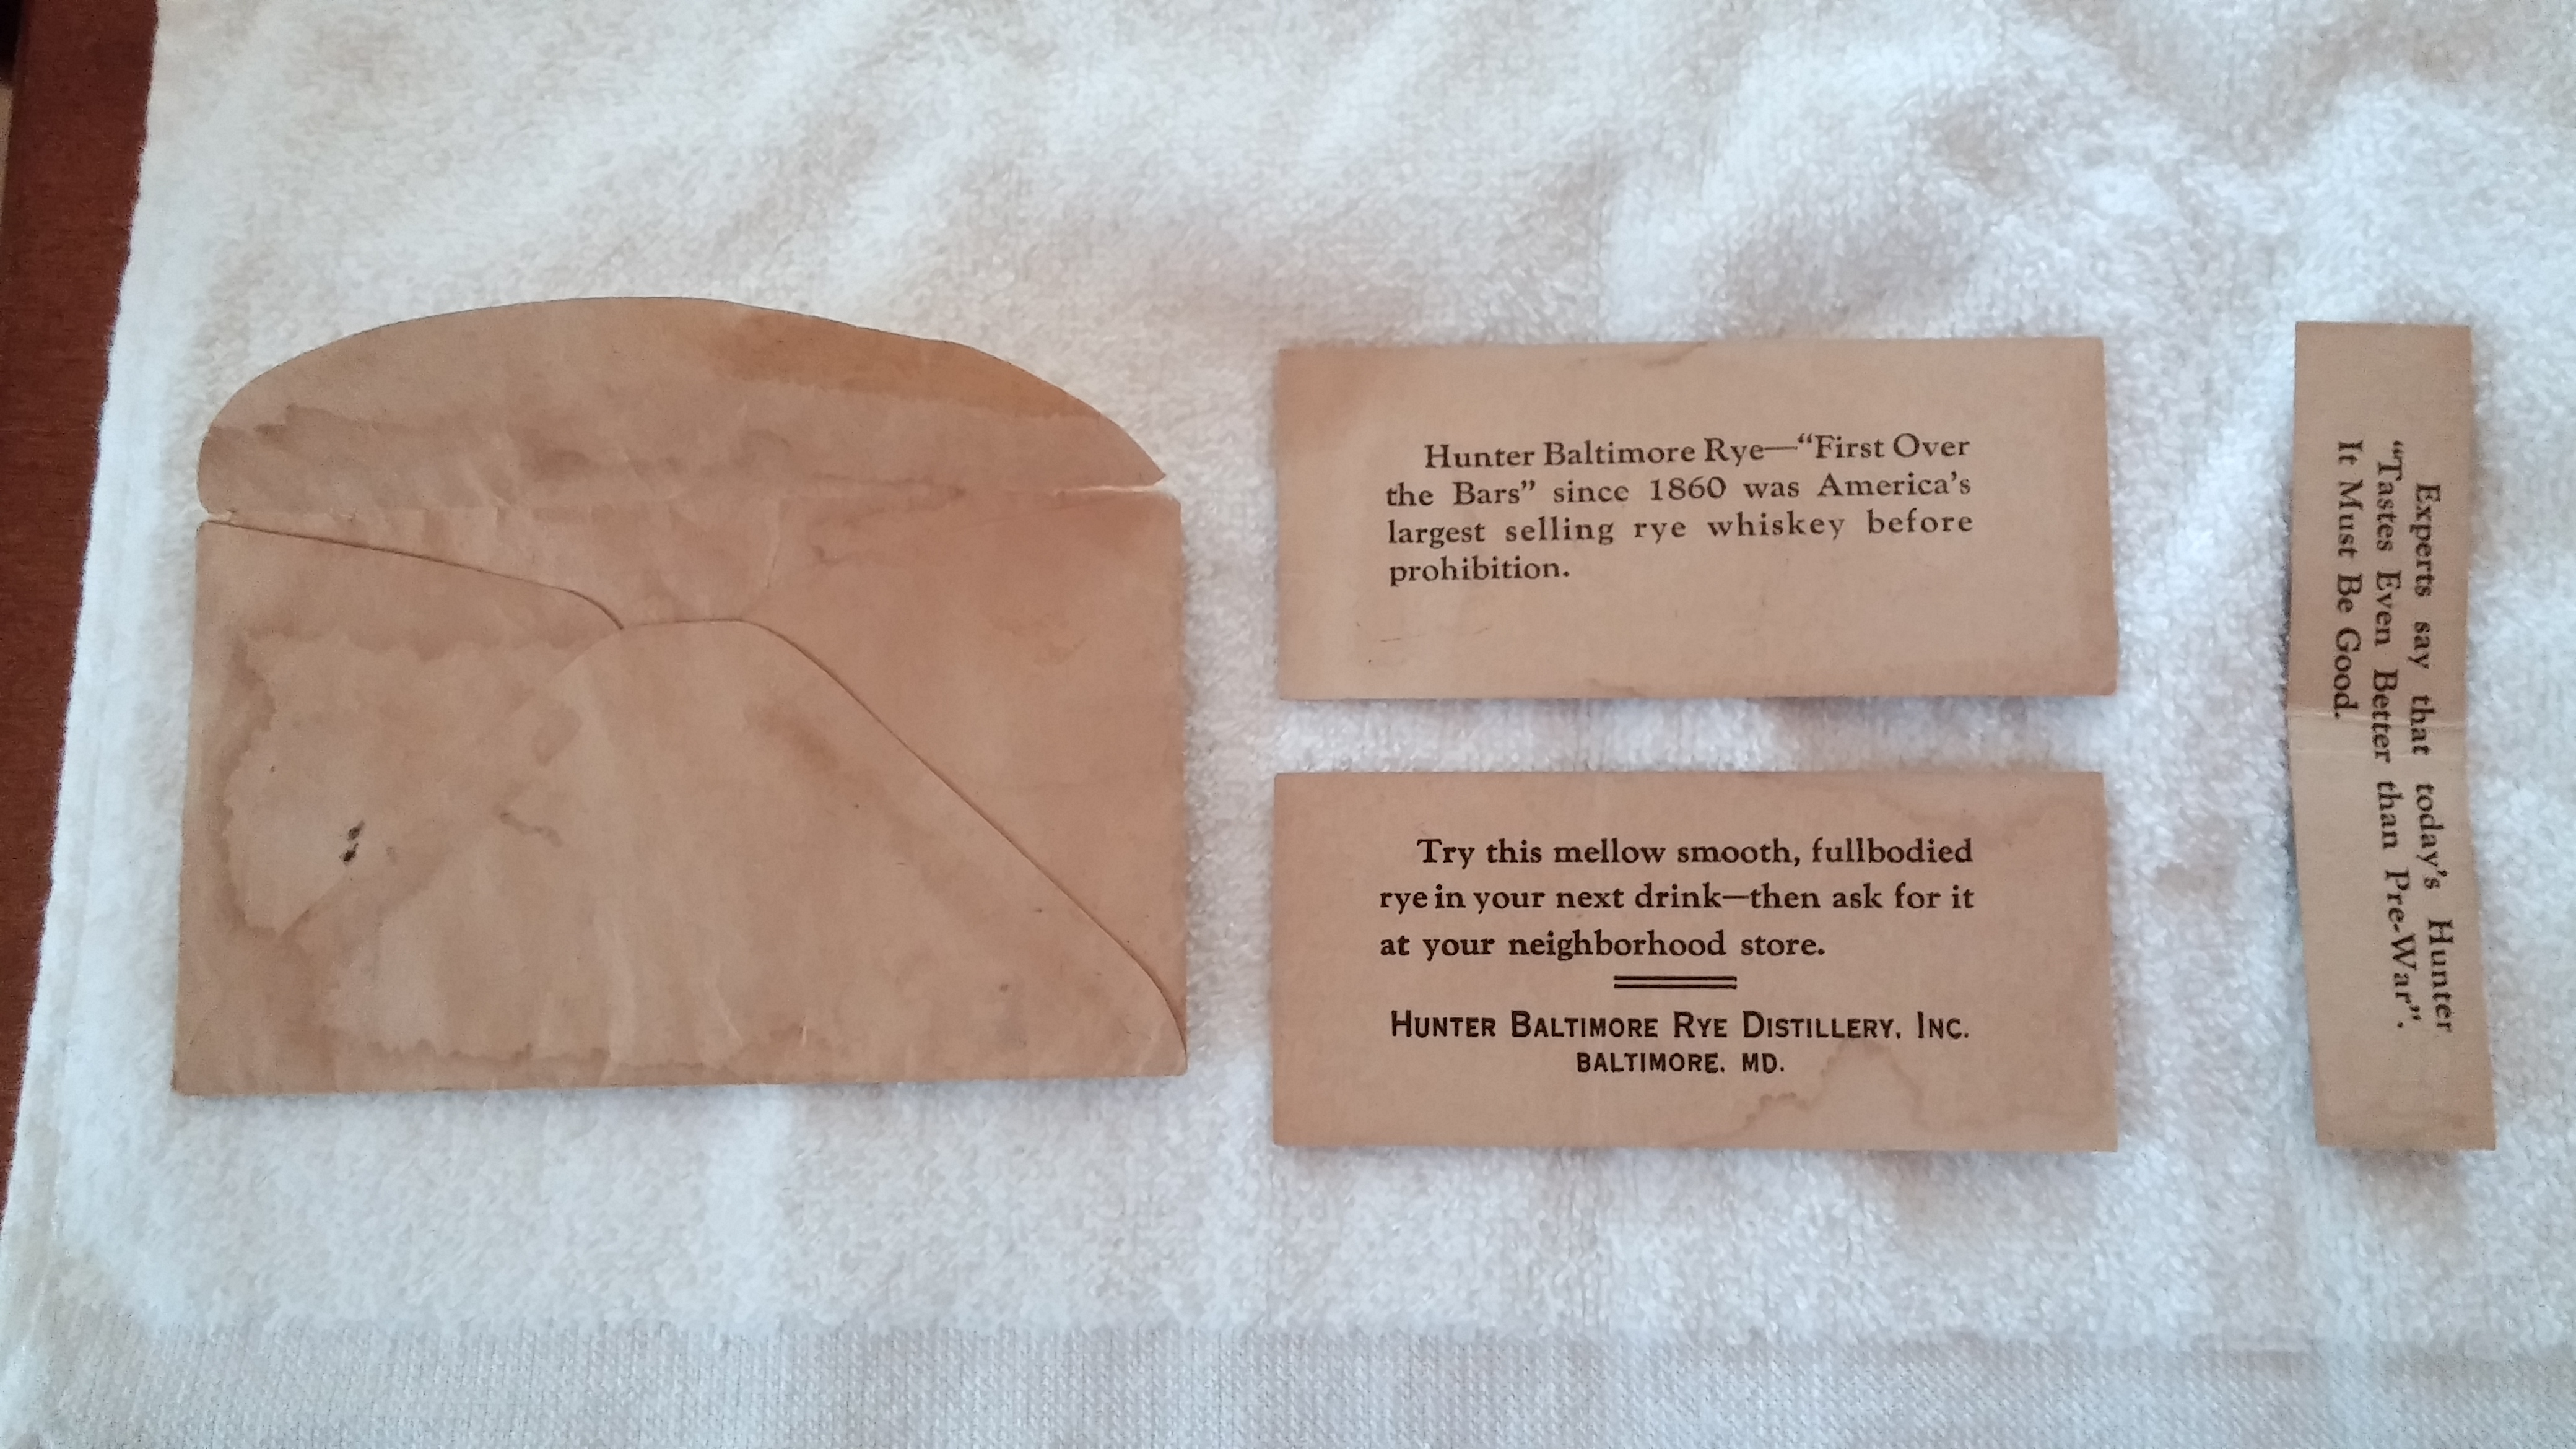 Hunter Baltimore Rye—“First Over
the Bars” since 1860 was America’s
largest selling rye whiskey before
prohibition.
Try this mellow smooth, fullbodied
rye in your next drink—then ask for it
at your neighborhood store.
HUNTER BALTIMORE RYE DISTILLERY, INC.
BALTIMORE, MD.
Experts say that today’s Hunter
“Tastes Even Better than Pre-War”.
It Must Be Good.